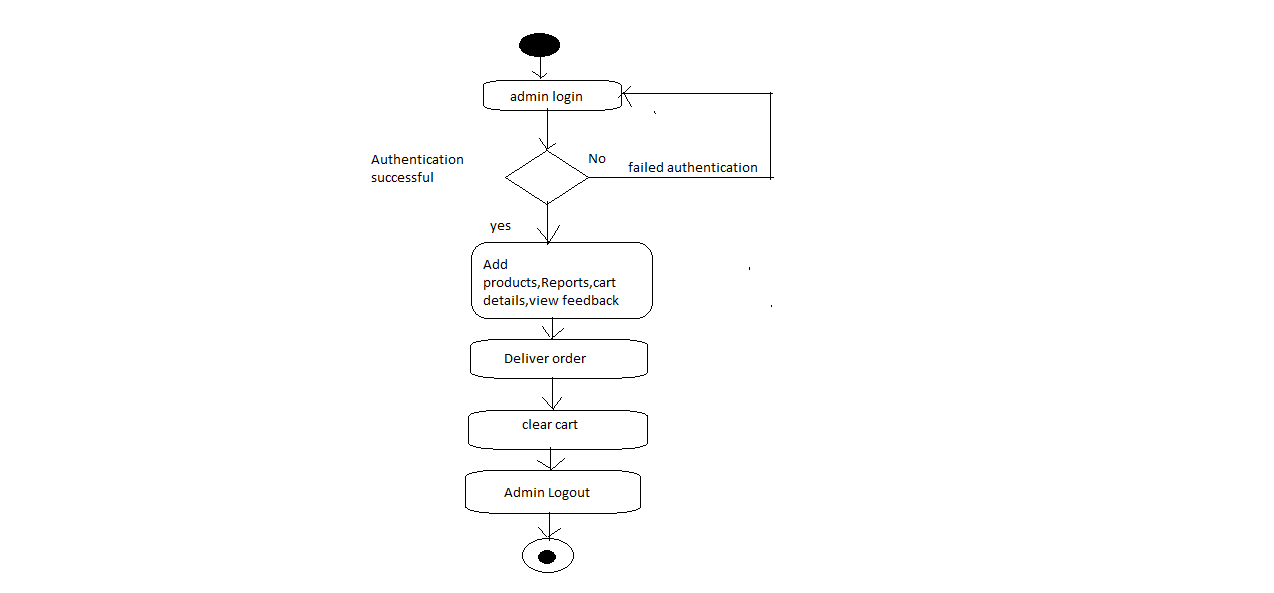 admin login
Authentication
successful
No
failed authentication
yes
Add
products,Reports,cart
details,view feedback
Deliver order
clear cart
Admin Logout